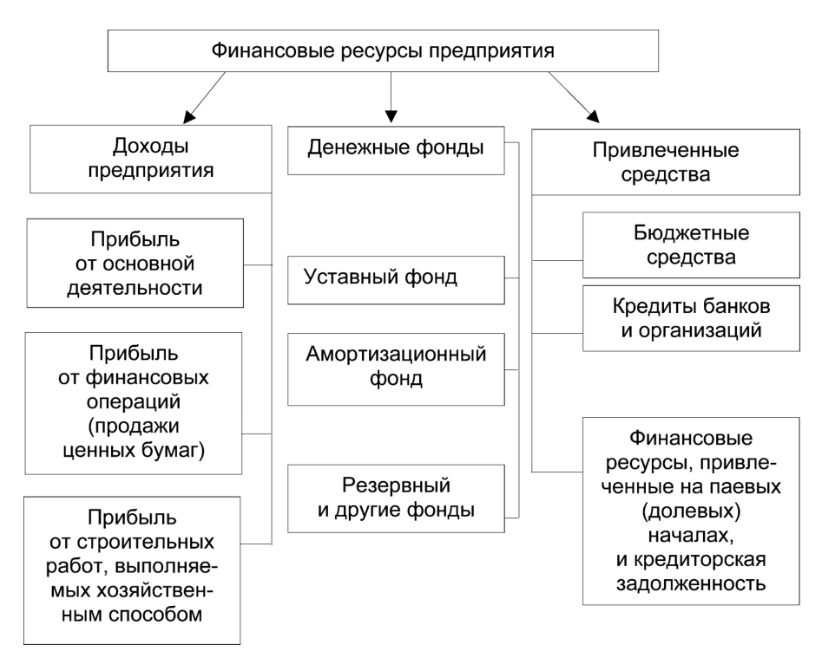 Финансовые ресурсы предприятия
Доходы
предприятия
Прибыль
от основной
деятельности
Прибыль
от финансовых
операций
(продажи
ценных бумаг)
Прибыль
от строительных
работ, выполняе-
мых хозяйствен-
ным способом
Денежные фонды
Уставный фонд
Амортизационный
фонд
Резервный
и другие фонды
Привлеченные
средства
Бюджетные
средства
Кредиты банков
и организаций
Финансовые
ресурсы, привле-
ченные на паевых
(долевых)
началах,
и кредиторская
задолженность